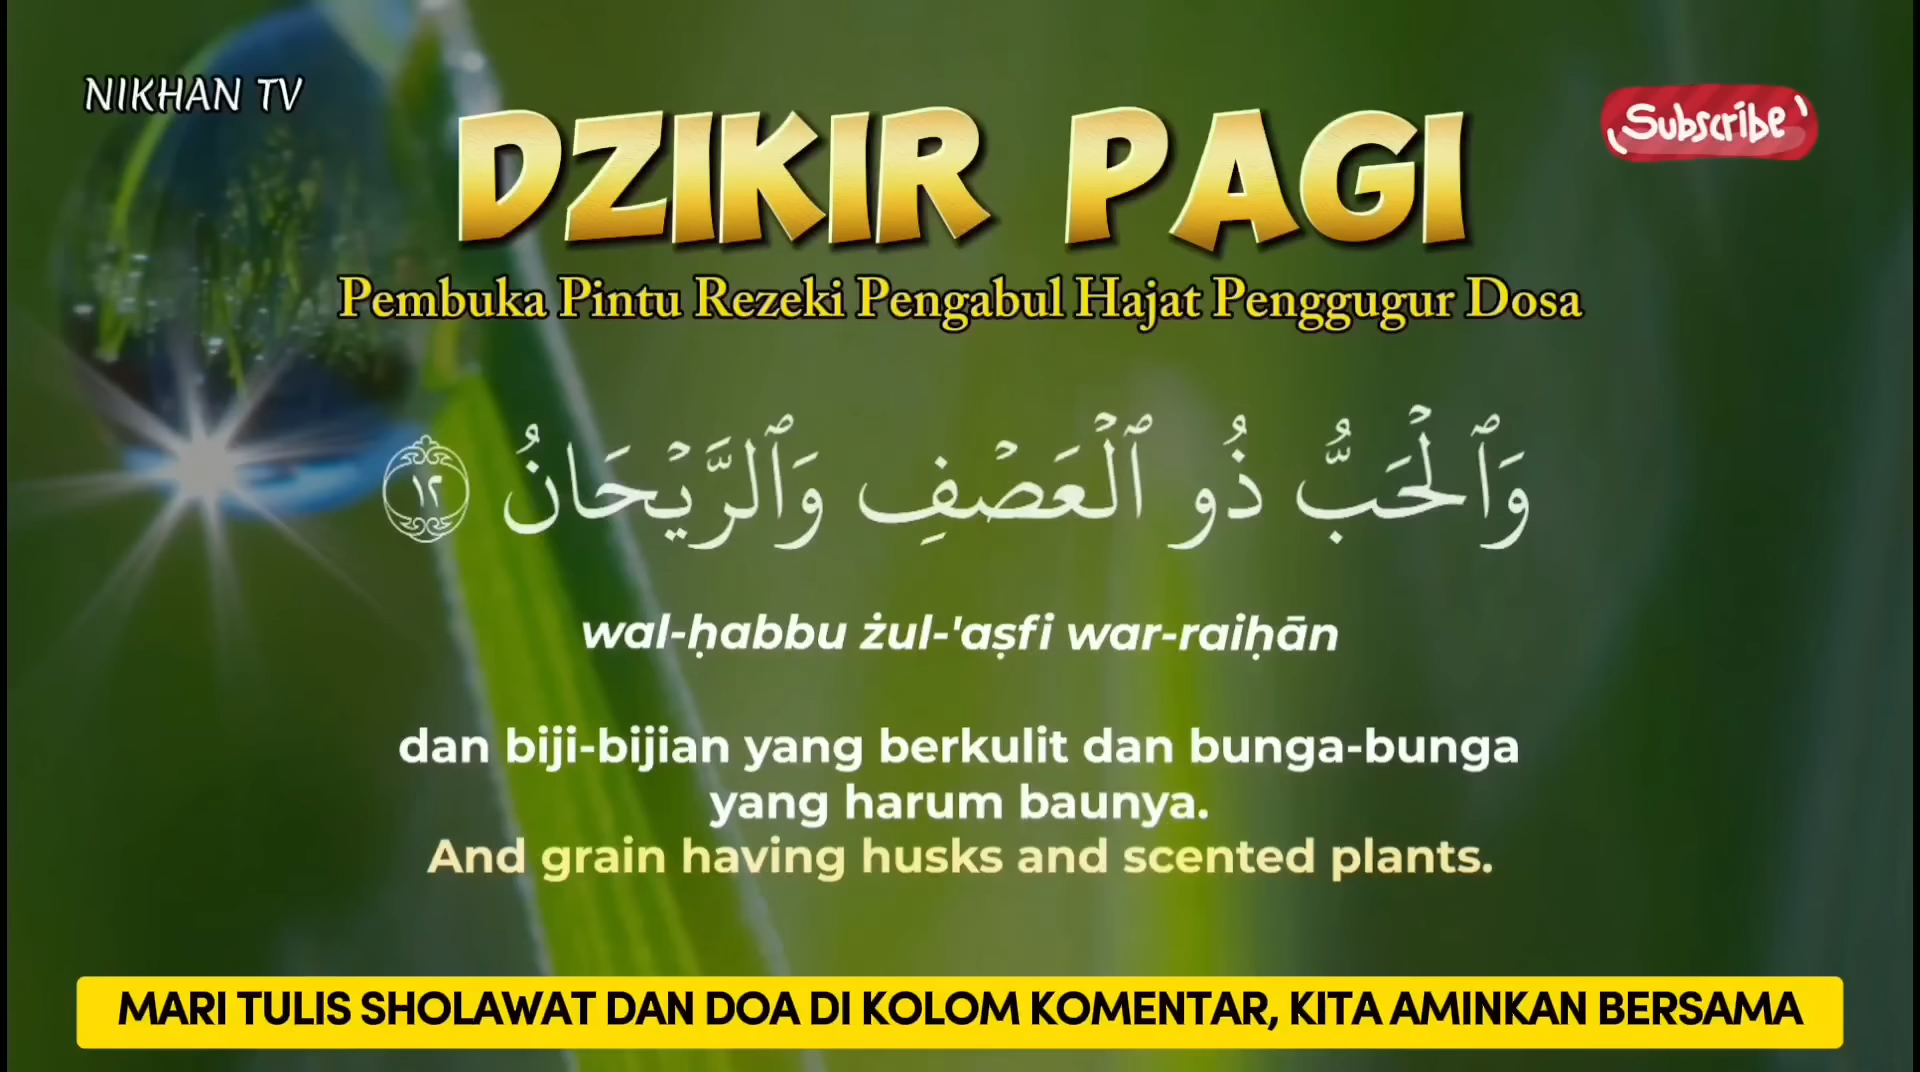 NIKHAN TV
Subscribe
DZIKIR PAGI
Pembuka Pintu Rezeki Pengabul Hajat Penggugur Dosa
وَٱلْحَبُّ ذُو ٱلْعَصْفِ وَٱلرَّيْحَانُ ١٢
wal-ḥabbu żul-'aṣfi war-raiḥān
dan biji-bijian yang berkulit dan bunga-bunga
yang harum baunya.
And grain having husks and scented plants.
MARI TULIS SHOLAWAT DAN DOA DI KOLOM KOMENTAR, KITA AMINKAN BERSAMA